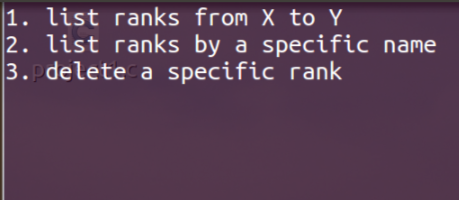 1. list ranks from X to Y
2. list ranks by a specific name
3. delete a specific rank